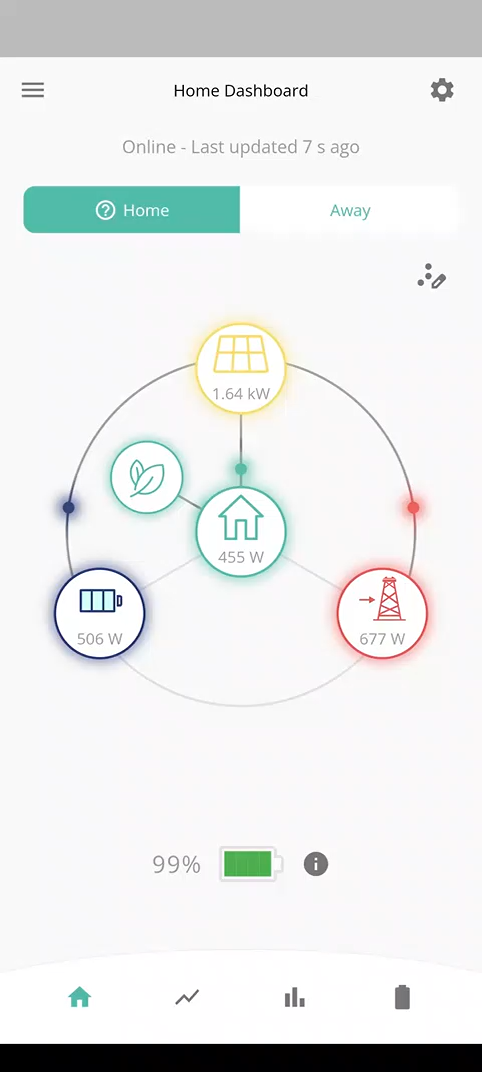 Home Dashboard
Online - Last updated 7 s ago
Home
Away
1.64 kW
455 W
506 W
677 W
99%